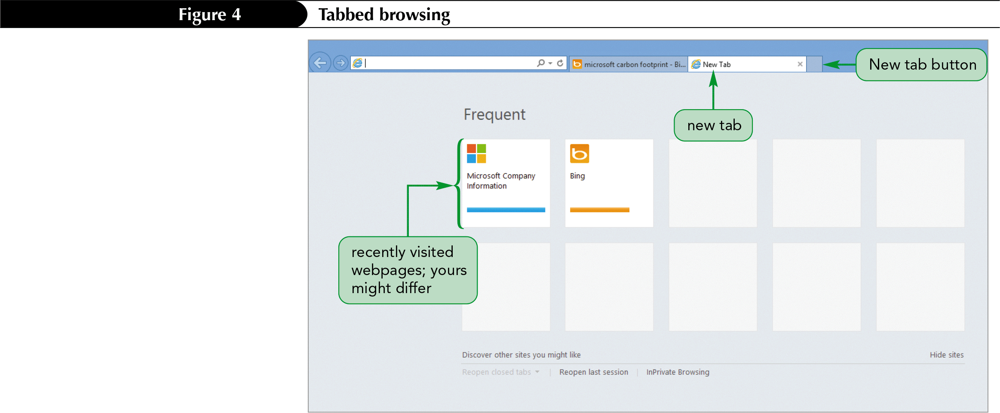 Figure 4 Tabbed browsing
microsoft carbon footprint - Bi... New Tab
New tab button
new tab
Frequent
Microsoft Company
Information
Bing
recently visited
webpages; yours
might differ
Discover other sites you might like Hide sites
Reopen closed tabs | Reopen last session | InPrivate Browsing